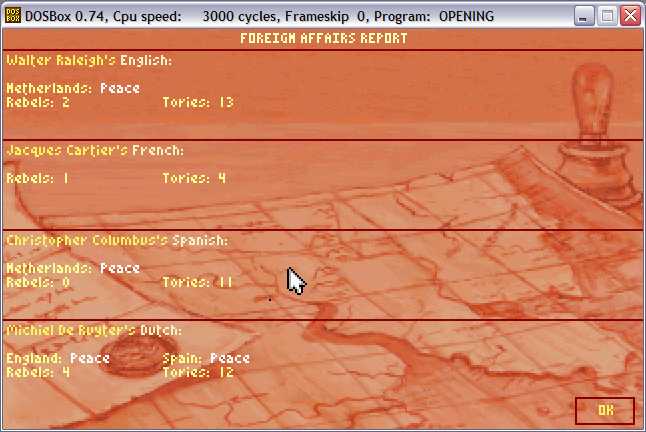 DOSBox 0.74, Cpu speed: 3000 cycles, Frameskip 0, Program: OPENING
FOREIGN AFFAIRS REPORT
Walter Raleigh's English:
Netherlands: Peace
Rebels: 2 Tories: 13
Jacques Cartier's French:
Rebels: 1 Tories: 4
Christopher Columbus's Spanish:
Netherlands: Peace
Rebels: 0 Tories: 11
Michiel De Ruyter's Dutch:
England: Peace Spain: Peace
Rebels: 4 Tories: 12
OK